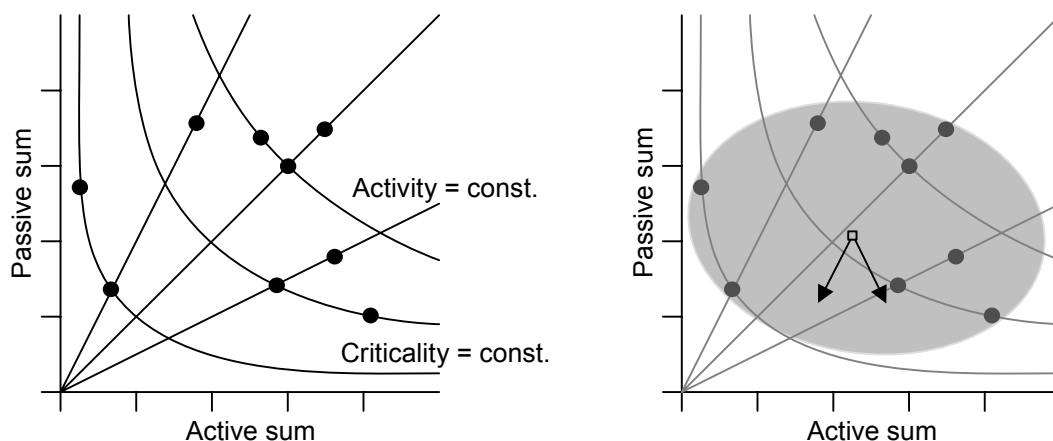 Passive sum
Activity = const.
Criticality = const.
Active sum
Passive sum
Active sum